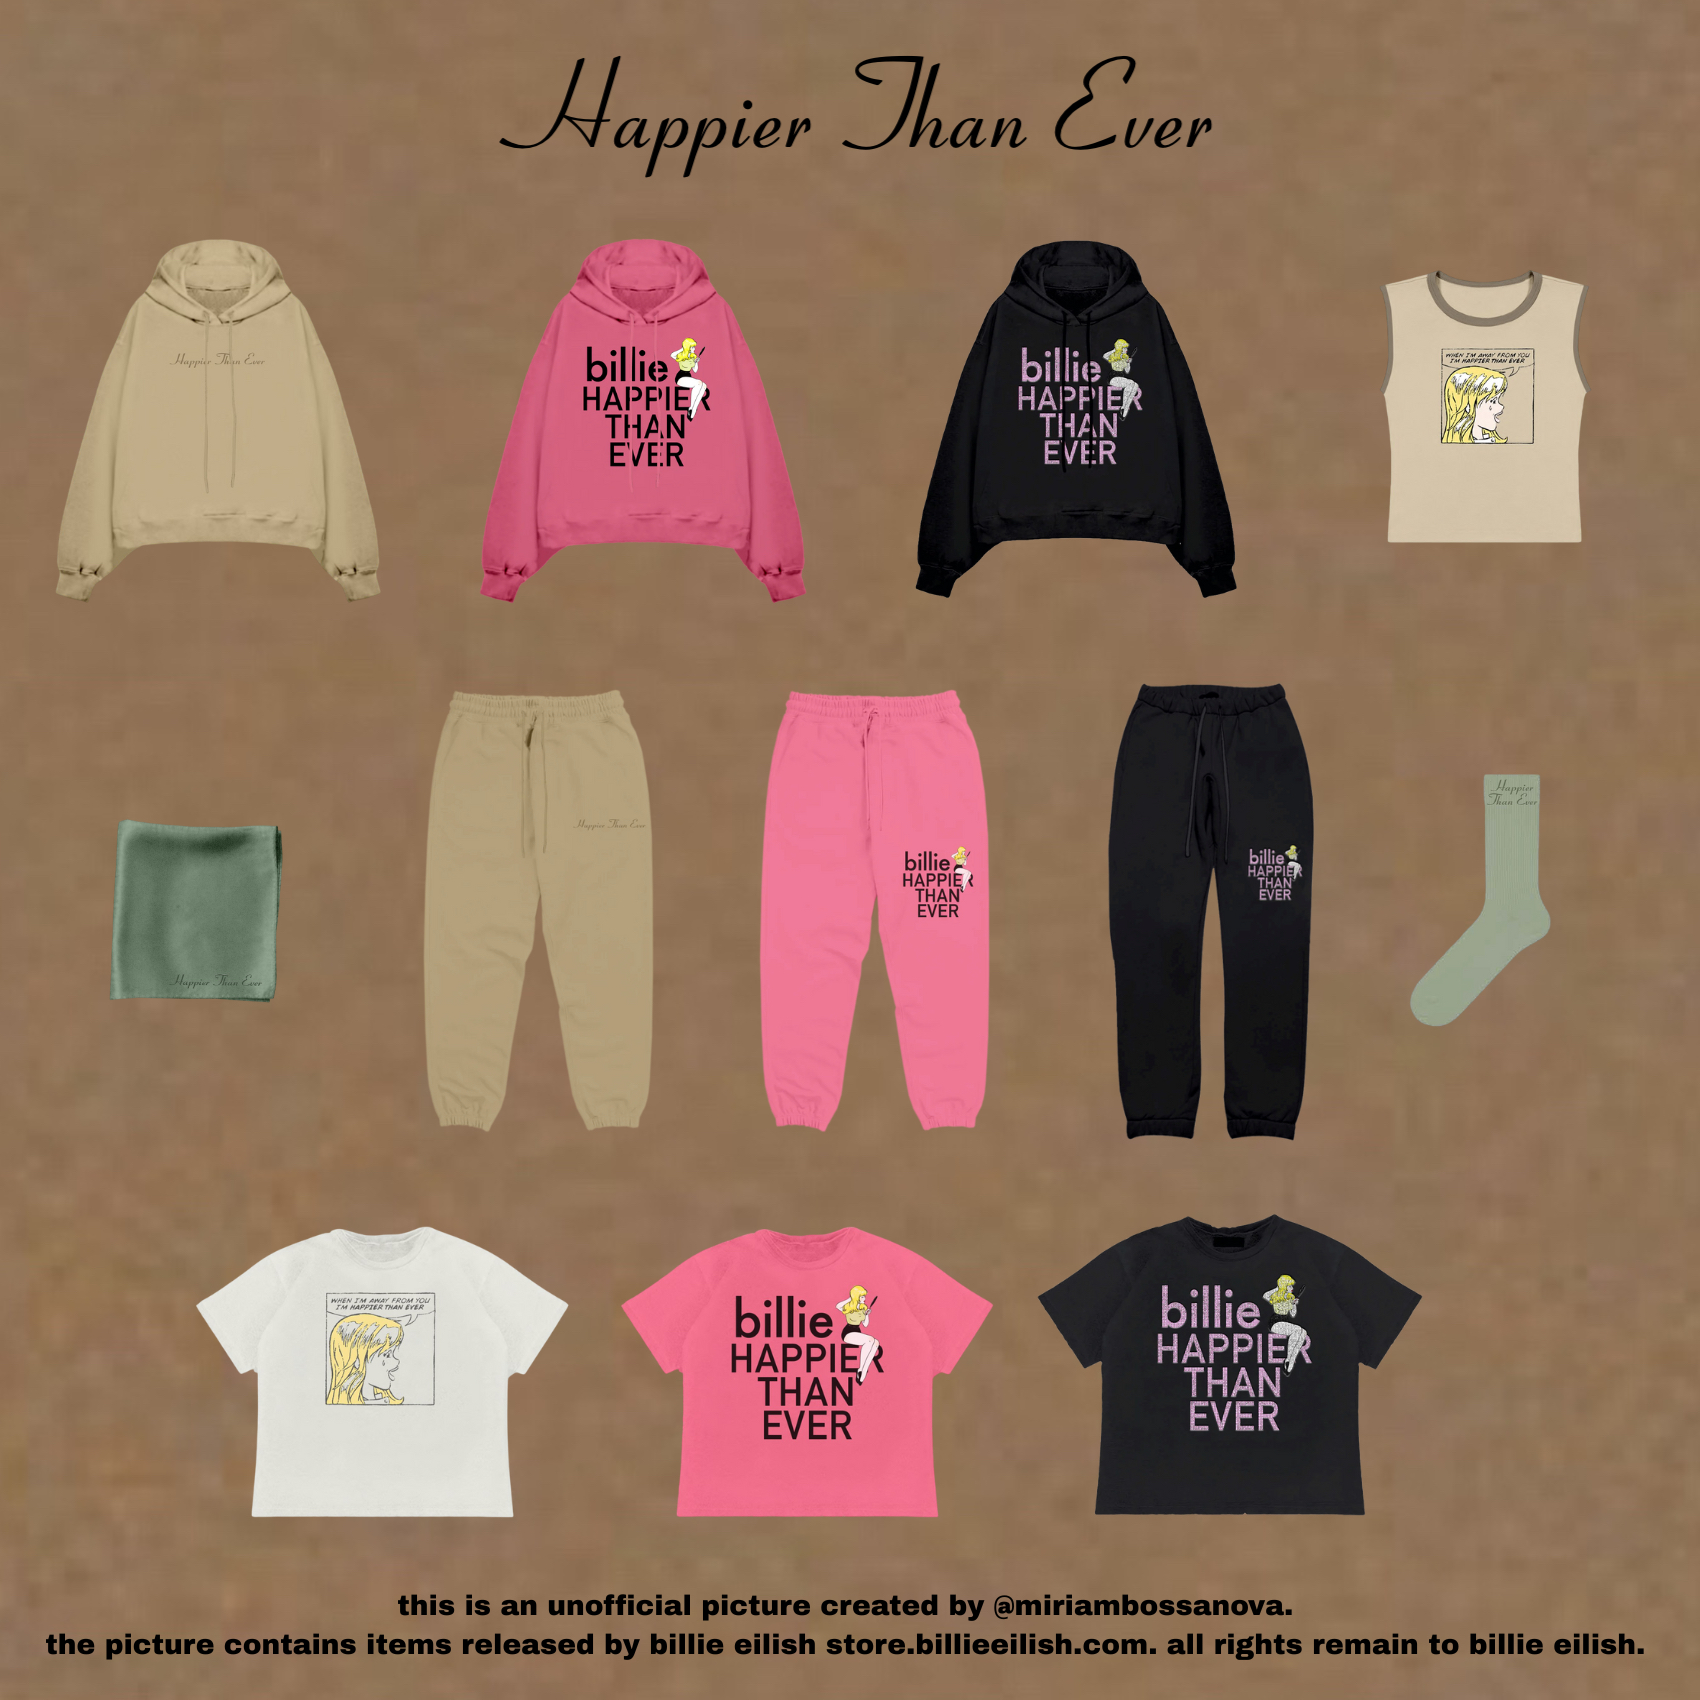 Happier Than Ever
Happier Than Ever
billie
HAPPIER
THAN
EVER
billie
HAPPIER
THAN
EVER
WHEN I'M AWAY FROM YOU
I'M HAPPIER THAN EVER
Happier Than Ever
Happier Than Ever
billie
HAPPIER
THAN
EVER
billie
HAPPIER
THAN
EVER
Happier
Than Ever
WHEN I'M AWAY FROM YOU
I'M HAPPIER THAN EVER
billie
HAPPIER
THAN
EVER
billie
HAPPIER
THAN
EVER
this is an unofficial picture created by @miriambossanova.
the picture contains items released by billie eilish store.billieeilish.com. all rights remain to billie eilish.